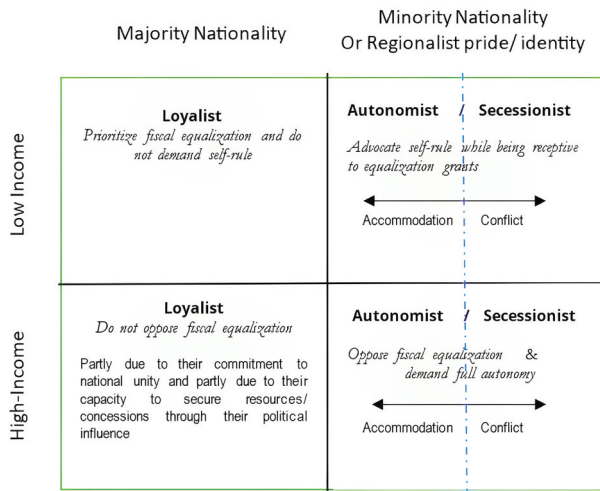 Majority Nationality
Minority Nationality
Or Regionalist pride/ identity
Low Income
Loyalist
Prioritize fiscal equalization and do
not demand self-rule
Autonomist / Secessionist
Advocate self-rule while being receptive
to equalization grants
Accommodation Conflict
High-Income
Loyalist
Do not oppose fiscal equalization
Partly due to their commitment to
national unity and partly due to their
capacity to secure resources/
concessions through their political
influence
Autonomist / Secessionist
Oppose fiscal equalization &
demand full autonomy
Accommodation Conflict